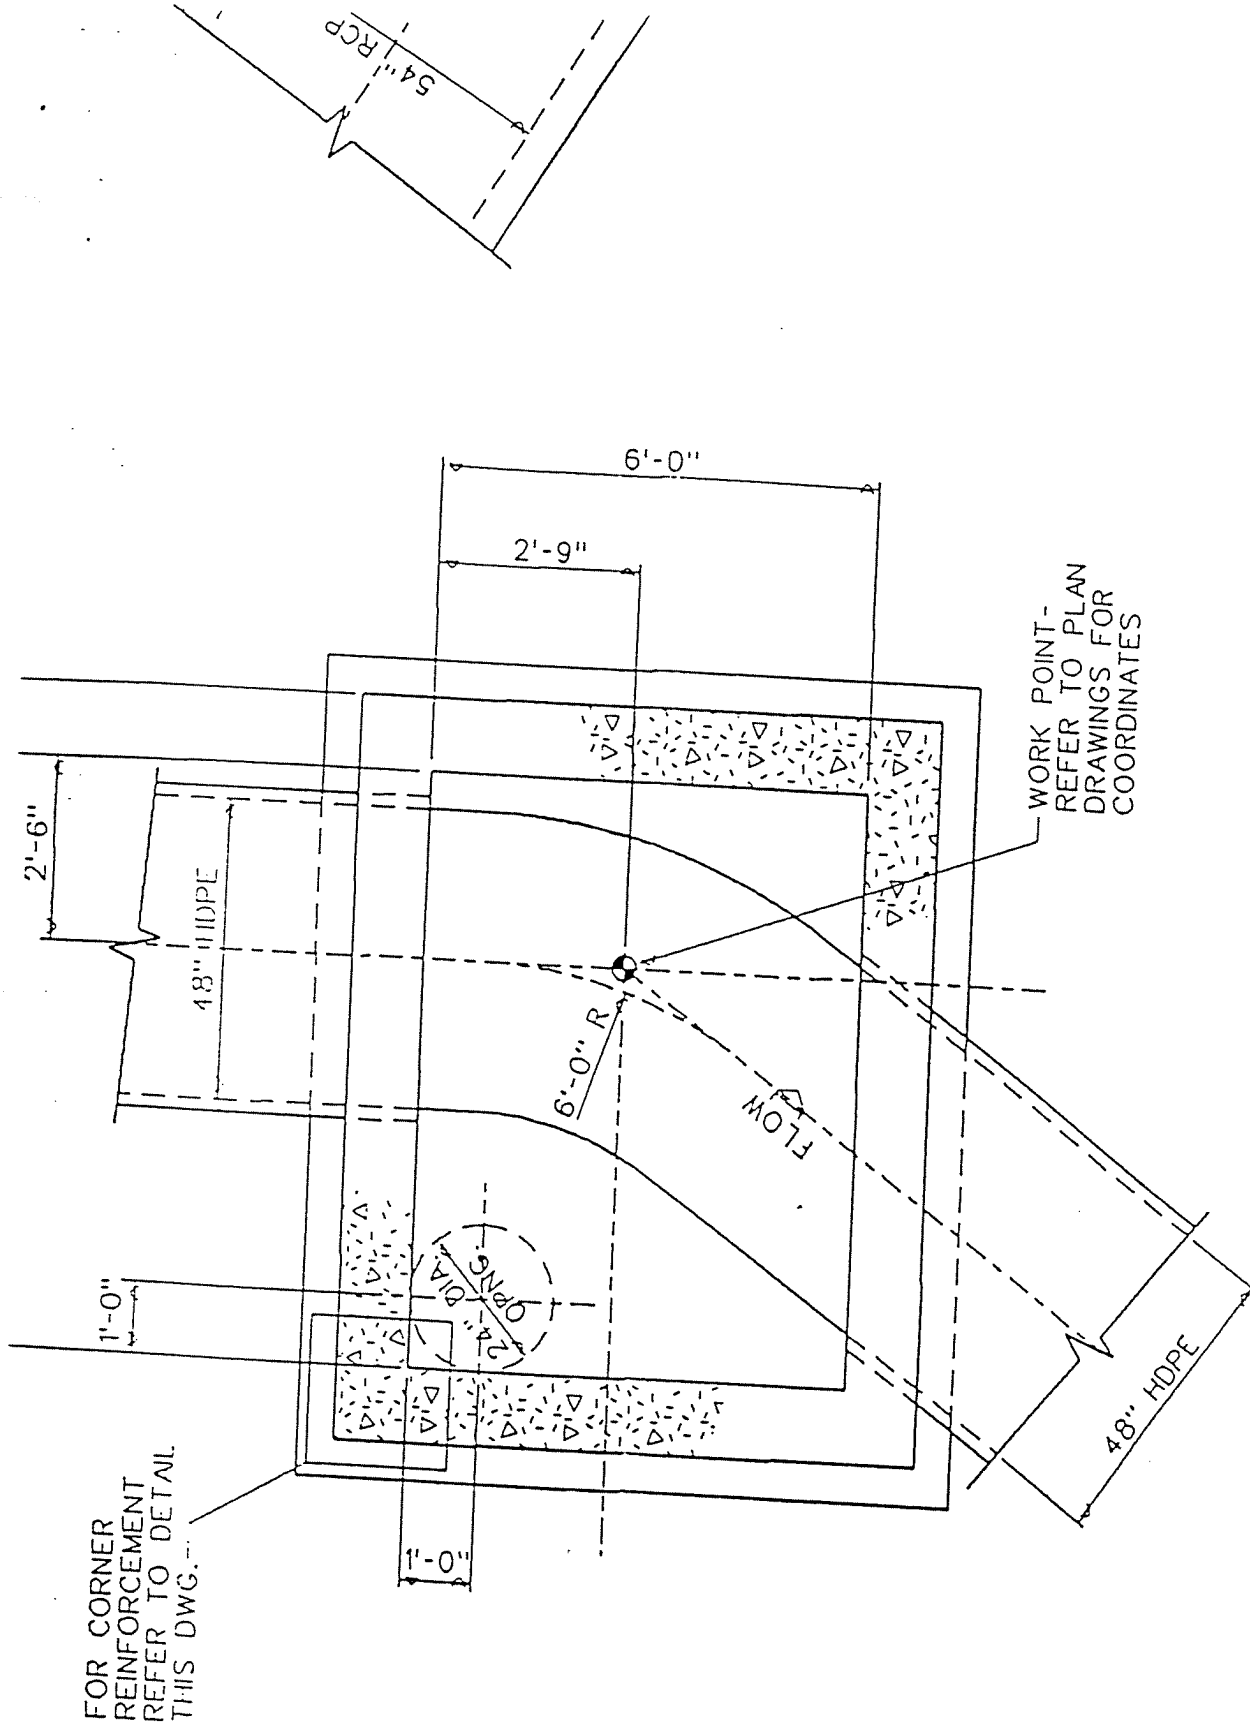 54" RCP
6'-0"
2'-9"
2'-6"
48" HDPE
WORK POINT-
REFER TO PLAN
DRAWINGS FOR
COORDINATES
6'-0" R
FLOW
1'-0"
24" DIA.
OPNG.
1'-0"
48" HDPE
FOR CORNER
REINFORCEMENT
REFER TO DETAIL
THIS DWG.